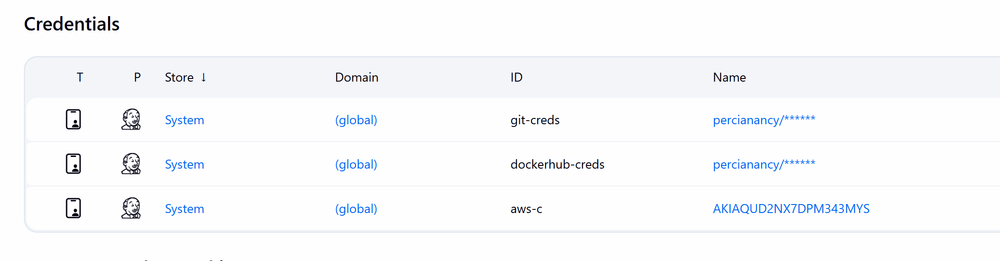 Credentials
T P Store ↓ Domain ID Name
System (global) git-creds percianancy/******
System (global) dockerhub-creds percianancy/******
System (global) aws-c AKIAQUD2NX7DPM343MYS